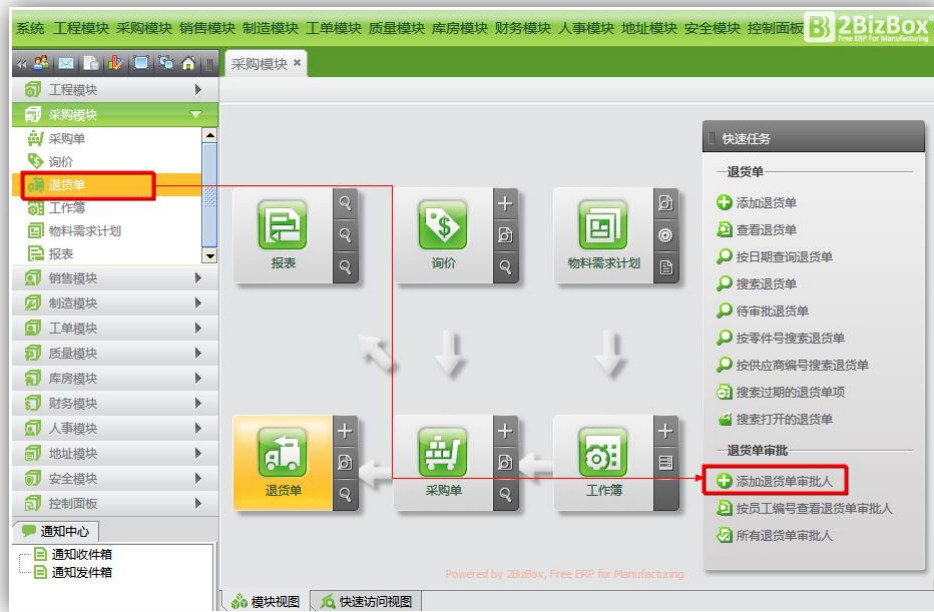 系统 工程模块 采购模块 销售模块 制造模块 工单模块 质量模块 库房模块 财务模块 人事模块 地址模块 安全模块 控制面板
2BizBox®
Free ERP For Manufacturing
采购模块
工程模块
采购模块
采购单
询价
退货单
工作簿
物料需求计划
报表
销售模块
制造模块
工单模块
质量模块
库房模块
财务模块
人事模块
地址模块
安全模块
控制面板
通知中心
通知收件箱
通知发件箱
报表
询价
物料需求计划
退货单
采购单
工作簿
Powered by 2BizBox, Free ERP for Manufacturing
模块视图
快速访问视图
快速任务
退货单
添加退货单
查看退货单
按日期查询退货单
搜索退货单
待审批退货单
按零件号搜索退货单
按供应商编号搜索退货单
搜索过期的退货单项
搜索打开的退货单
退货单审批
添加退货单审批人
按员工编号查看退货单审批人
所有退货单审批人